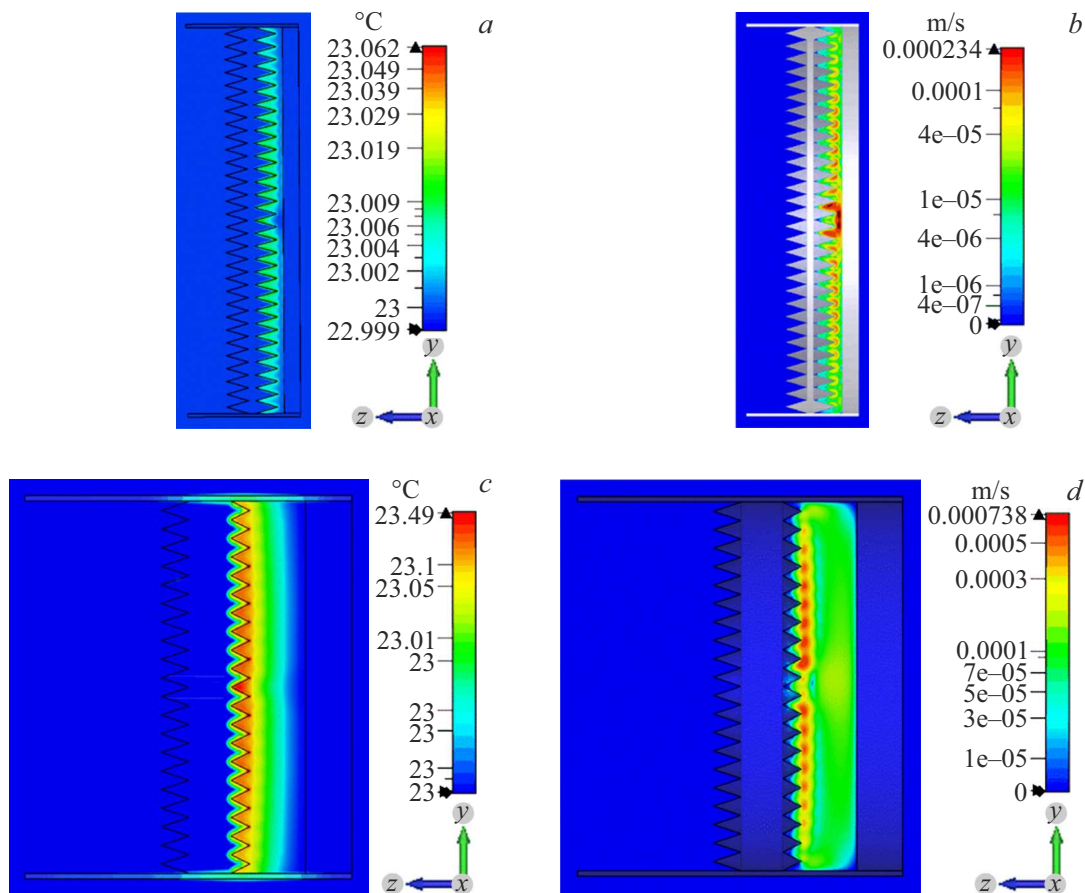 °C
a
23.062
23.049
23.039
23.029
23.019
23.009
23.006
23.004
23.002
23
22.999
y
z
x
m/s
b
0.000234
0.0001
4e–05
1e–05
4e–06
1e–06
4e–07
0
y
z
x
°C
c
23.49
23.1
23.05
23.01
23
23
23
23
23
y
z
x
m/s
d
0.000738
0.0005
0.0003
0.0001
7e–05
5e–05
3e–05
1e–05
0
y
z
x